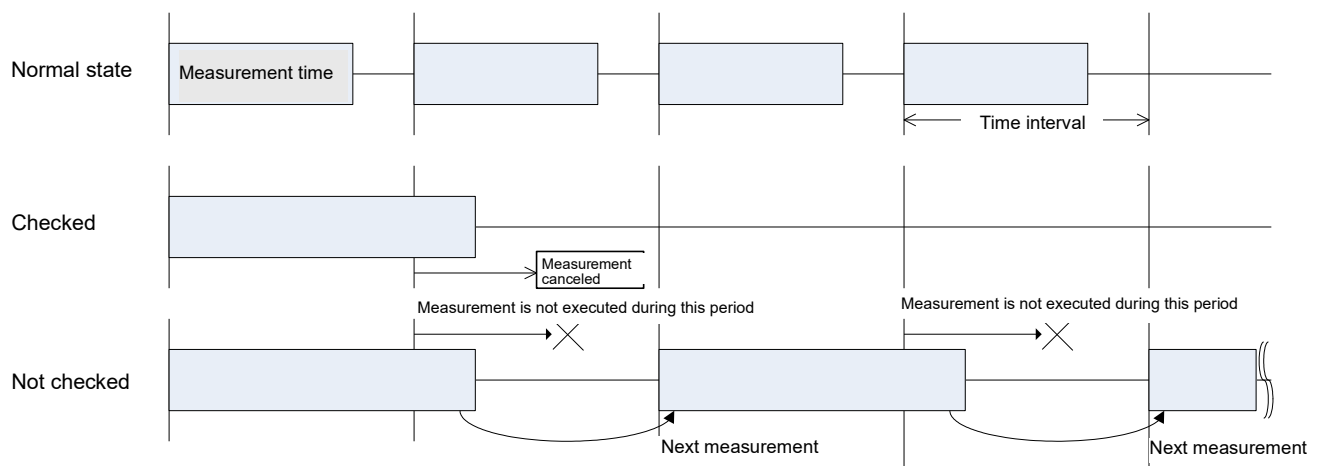 Normal state
Measurement time
Time interval
Checked
Measurement
canceled
Measurement is not executed during this period
Measurement is not executed during this period
Not checked
Next measurement
Next measurement